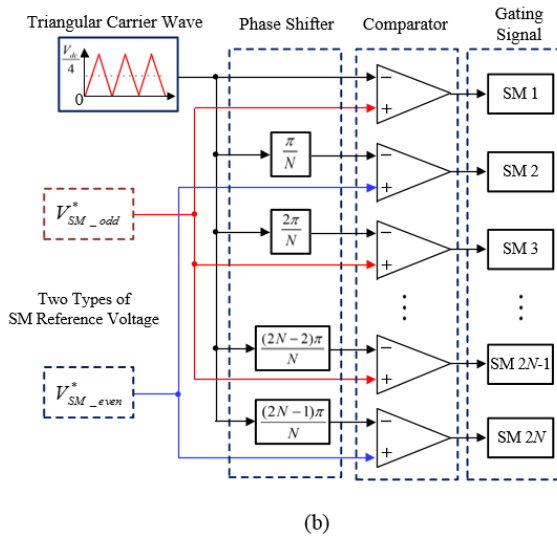 Triangular Carrier Wave
Phase Shifter
Comparator
Gating
Signal
V_dc/4
0
− +
SM 1
π/N
− +
SM 2
V*_SM_odd
2π/N
− +
SM 3
Two Types of
SM Reference Voltage
⋮ ⋮
(2N-2)π/N
− +
SM 2N-1
V*_SM_even
(2N-1)π/N
− +
SM 2N
(b)